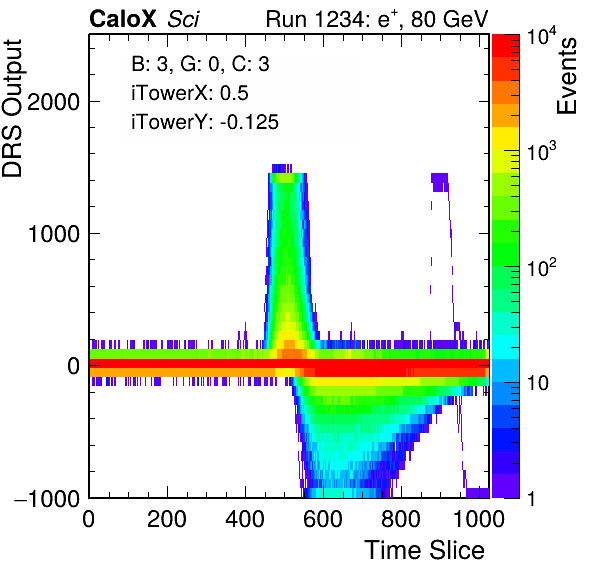 CaloX Sci Run 1234: e⁺, 80 GeV
B: 3, G: 0, C: 3
iTowerX: 0.5
iTowerY: -0.125
DRS Output
2000
1000
0
−1000
0 200 400 600 800 1000
Time Slice
Events
10⁴
10³
10²
10
1